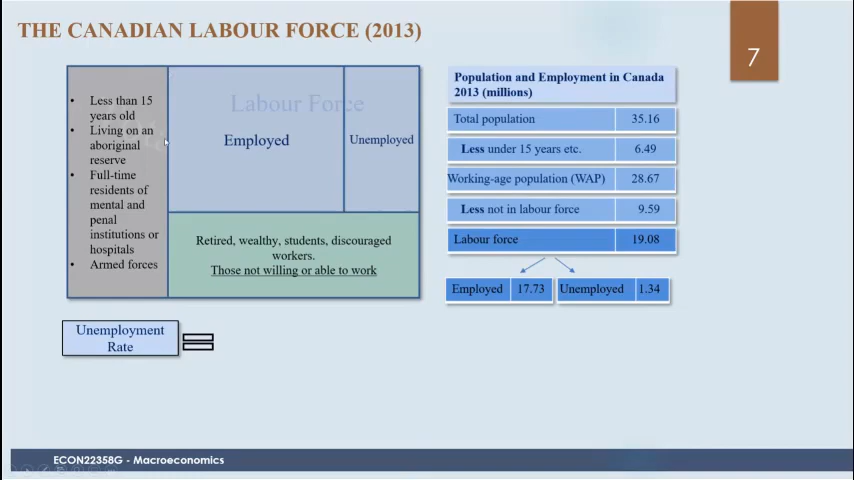 THE CANADIAN LABOUR FORCE (2013)
7
• Less than 15
years old
• Living on an
aboriginal
reserve
• Full-time
residents of
mental and
penal
institutions or
hospitals
• Armed forces
Labour Force
Employed
Unemployed
Retired, wealthy, students, discouraged
workers.
Those not willing or able to work
Population and Employment in Canada
2013 (millions)
Total population 35.16
Less under 15 years etc. 6.49
Working-age population (WAP) 28.67
Less not in labour force 9.59
Labour force 19.08
Employed 17.73 Unemployed 1.34
Unemployment
Rate
ECON22358G - Macroeconomics